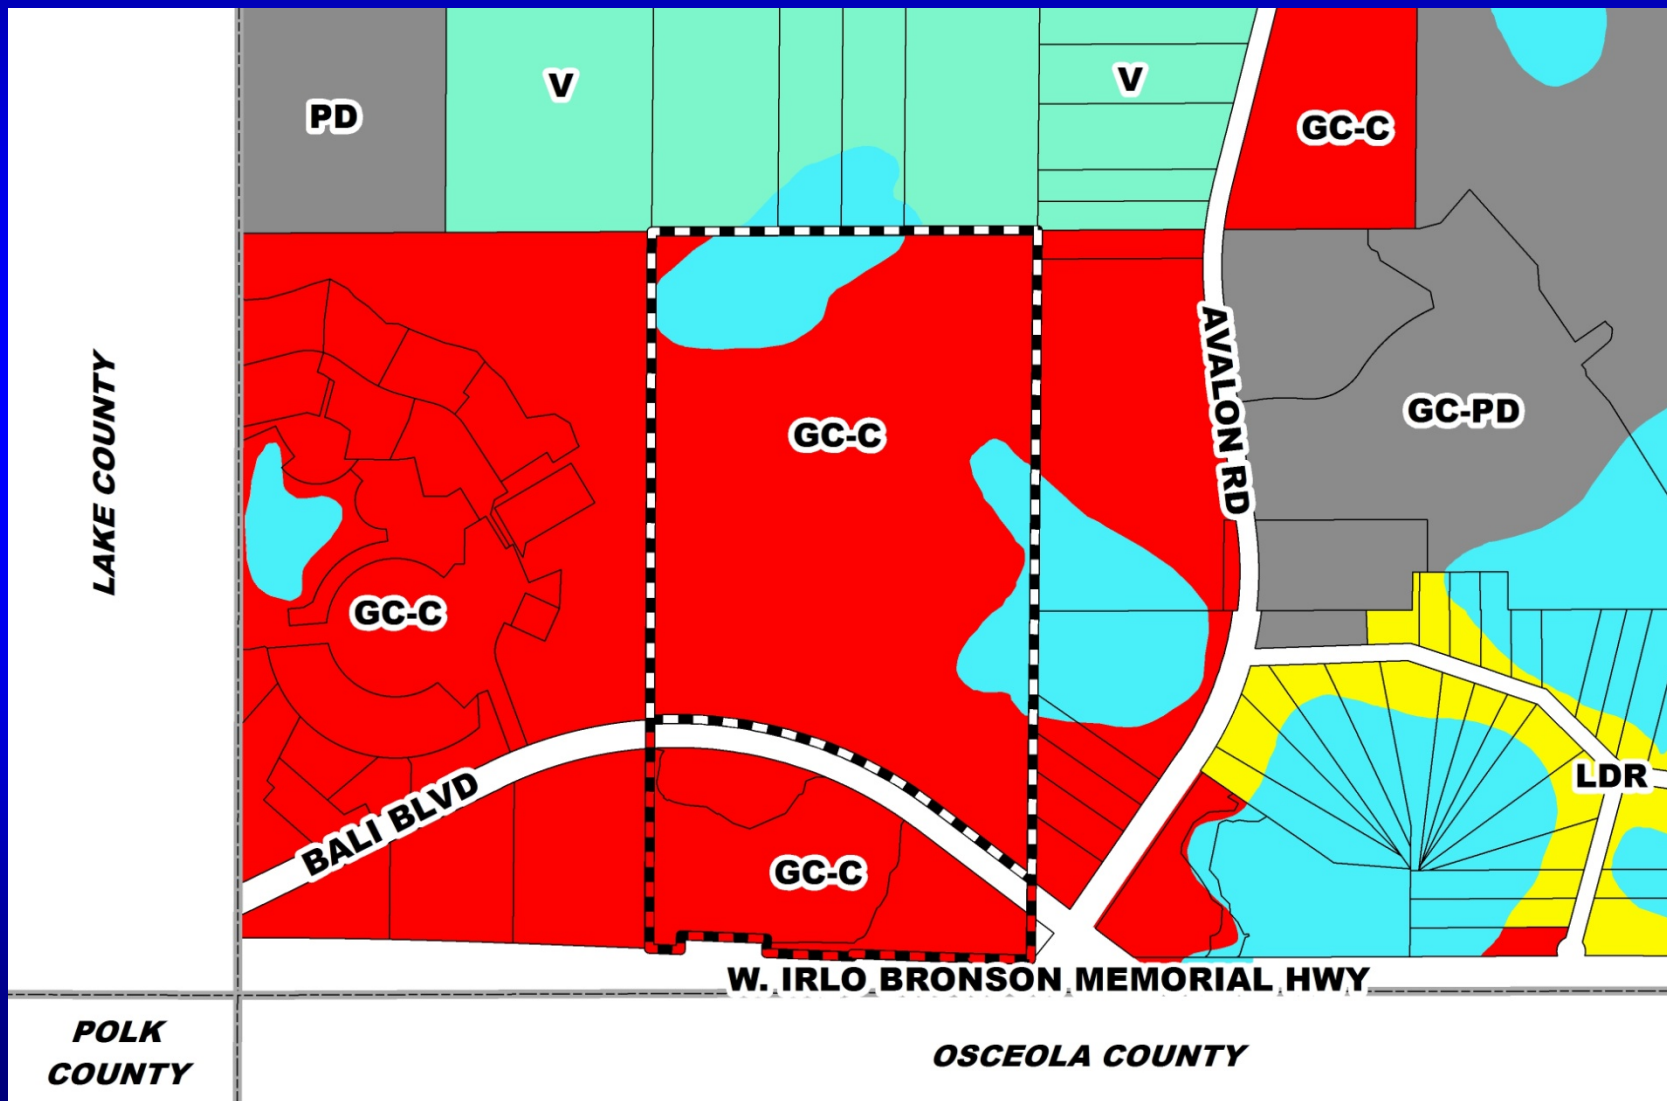 V
V
PD
GC-C
LAKE COUNTY
AVALON RD
GC-PD
GC-C
GC-C
BALI BLVD
LDR
GC-C
W. IRLO BRONSON MEMORIAL HWY
POLK
COUNTY
OSCEOLA COUNTY